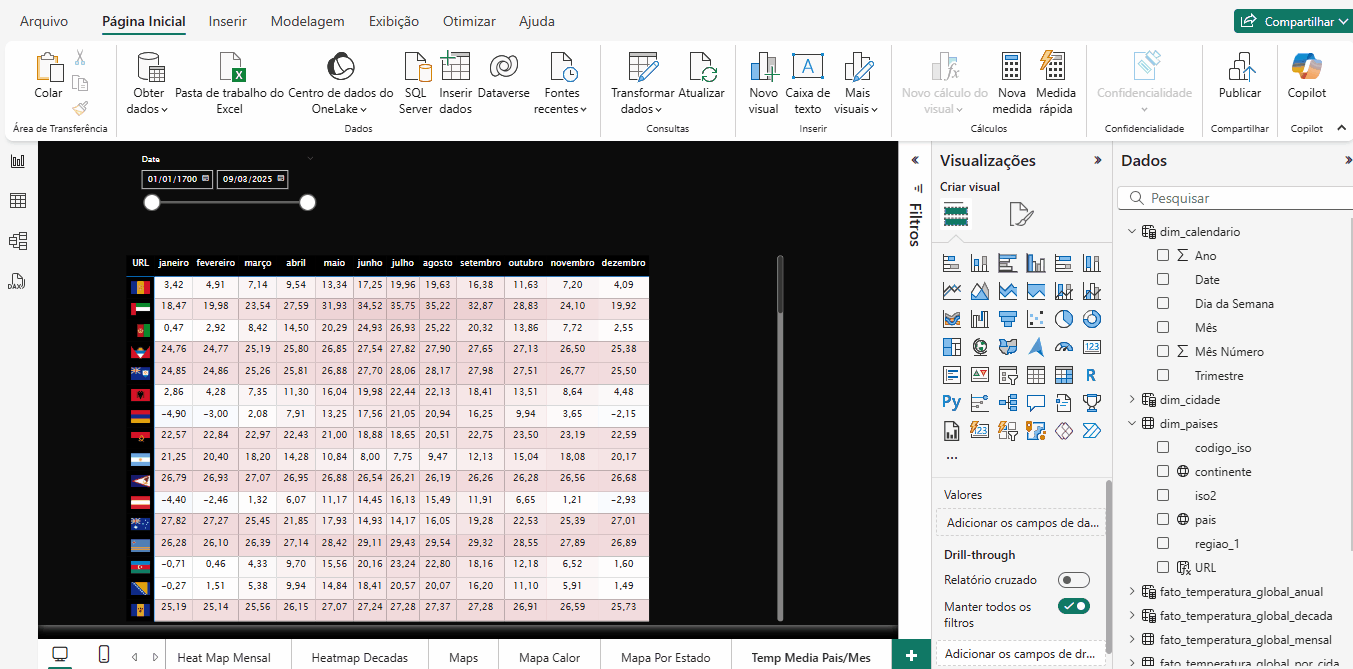 Arquivo Página Inicial Inserir Modelagem Exibição Otimizar Ajuda Compartilhar
Colar
Obter dados
Pasta de trabalho do Excel
Centro de dados do OneLake
SQL Server
Inserir dados
Dataverse
Fontes recentes
Transformar dados
Atualizar
Novo visual
Caixa de texto
Mais visuais
Novo cálculo do visual
Nova medida
Medida rápida
Confidencialidade
Publicar
Copilot
Área de Transferência Dados Consultas Inserir Cálculos Confidencialidade Compartilhar Copilot
Date
01/01/1700 09/03/2025
URL janeiro fevereiro março abril maio junho julho agosto setembro outubro novembro dezembro
3,42 4,91 7,14 9,54 13,34 17,25 19,96 19,63 16,38 11,63 7,20 4,09
18,47 19,98 23,54 27,59 31,93 34,52 35,75 35,22 32,87 28,83 24,10 19,92
0,47 2,92 8,42 14,50 20,29 24,93 26,93 25,22 20,32 13,86 7,72 2,55
24,76 24,77 25,19 25,80 26,85 27,54 27,82 27,90 27,65 27,13 26,50 25,38
24,85 24,86 25,26 25,81 26,88 27,70 28,06 28,17 27,98 27,51 26,77 25,50
2,86 4,28 7,35 11,30 16,04 19,98 22,44 22,13 18,41 13,51 8,64 4,48
-4,90 -3,00 2,08 7,91 13,25 17,56 21,05 20,94 16,25 9,94 3,65 -2,15
22,57 22,84 22,97 22,43 21,00 18,88 18,65 20,51 22,75 23,50 23,19 22,59
21,25 20,40 18,20 14,28 10,84 8,00 7,75 9,47 12,13 15,04 18,08 20,17
26,79 26,93 27,07 26,95 26,88 26,54 26,21 26,19 26,26 26,28 26,56 26,68
-4,40 -2,46 1,32 6,07 11,17 14,45 16,13 15,49 11,91 6,65 1,21 -2,93
27,82 27,27 25,45 21,85 17,93 14,93 14,17 16,05 19,28 22,53 25,39 27,01
26,28 26,10 26,39 27,14 28,42 29,11 29,43 29,54 29,32 28,55 27,89 26,89
-0,71 0,46 4,33 9,70 15,56 20,16 23,24 22,80 18,16 12,18 6,52 1,60
-0,27 1,51 5,38 9,94 14,84 18,41 20,57 20,07 16,20 11,10 5,91 1,49
25,19 25,14 25,56 26,15 27,07 27,24 27,28 27,37 27,28 26,91 26,59 25,73
Heat Map Mensal Heatmap Decadas Maps Mapa Calor Mapa Por Estado Temp Media Pais/Mes
Filtros
Visualizações
Criar visual
123
R
Py
123
...
Valores
Adicionar os campos de da...
Drill-through
Relatório cruzado
Manter todos os
filtros
Adicionar os campos de dr...
Dados
Pesquisar
dim_calendario
Ano
Date
Dia da Semana
Mês
Mês Número
Trimestre
dim_cidade
dim_paises
codigo_iso
continente
iso2
pais
regiao_1
URL
fato_temperatura_global_anual
fato_temperatura_global_decada
fato_temperatura_global_mensal
fato_temperatura_global_por_cida